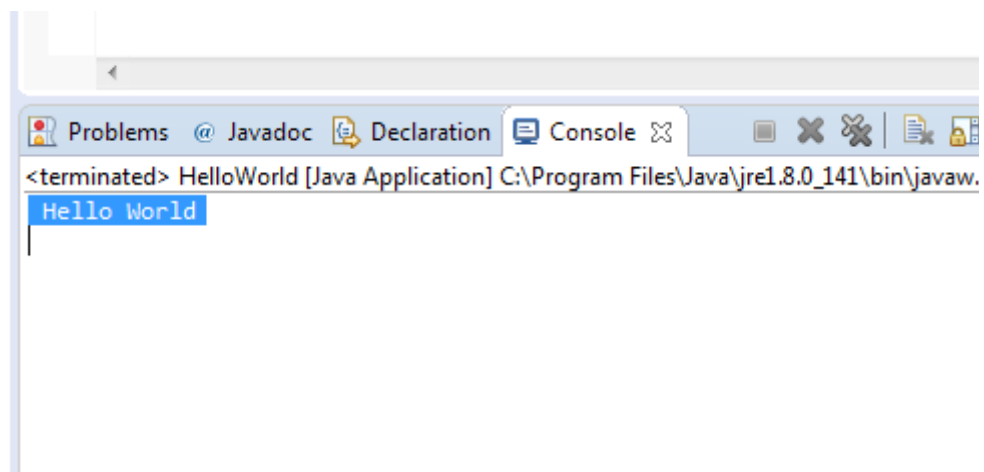 Problems @ Javadoc Declaration Console
<terminated> HelloWorld [Java Application] C:\Program Files\Java\jre1.8.0_141\bin\javaw.
Hello World